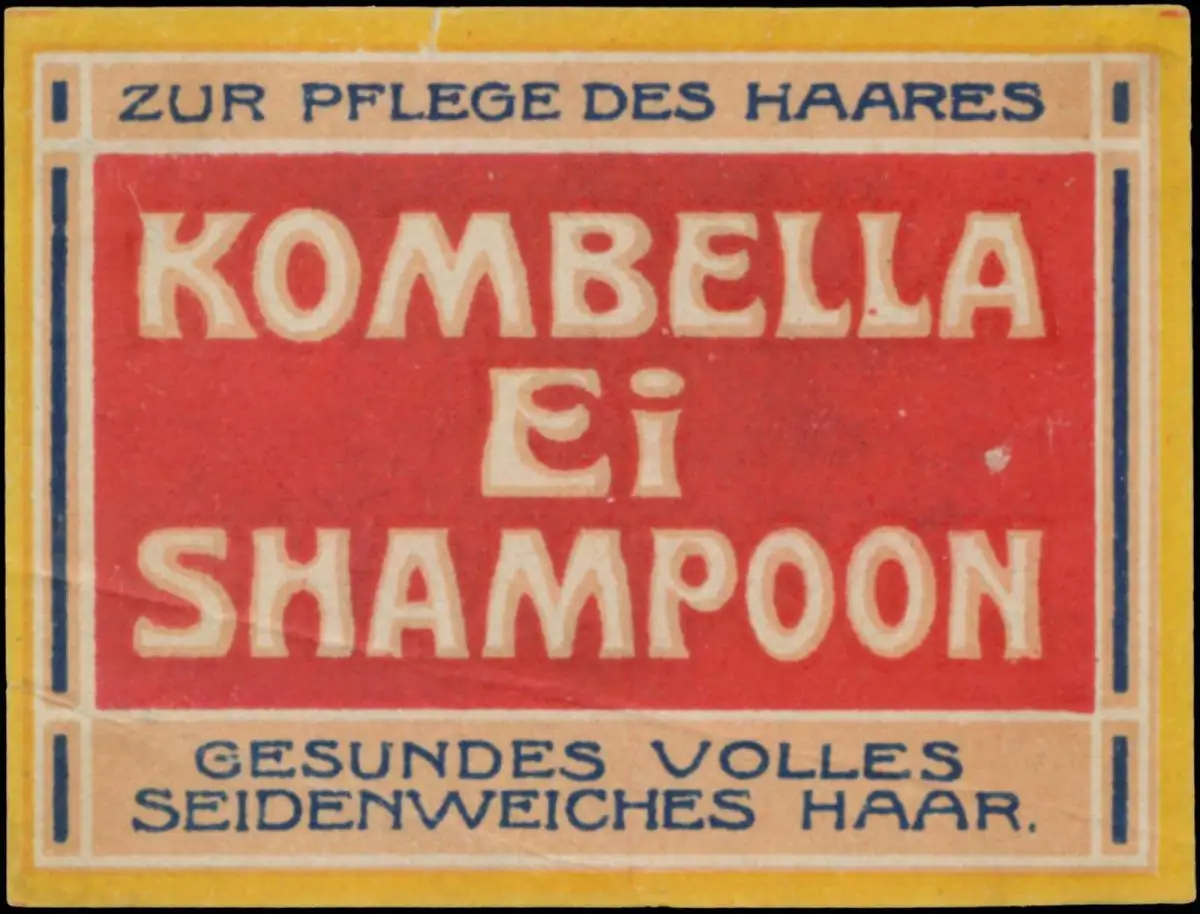 ZUR PFLEGE DES HAARES
KOMBELLA
Ei
SHAMPOON
GESUNDES VOLLES
SEIDENWEICHES HAAR.